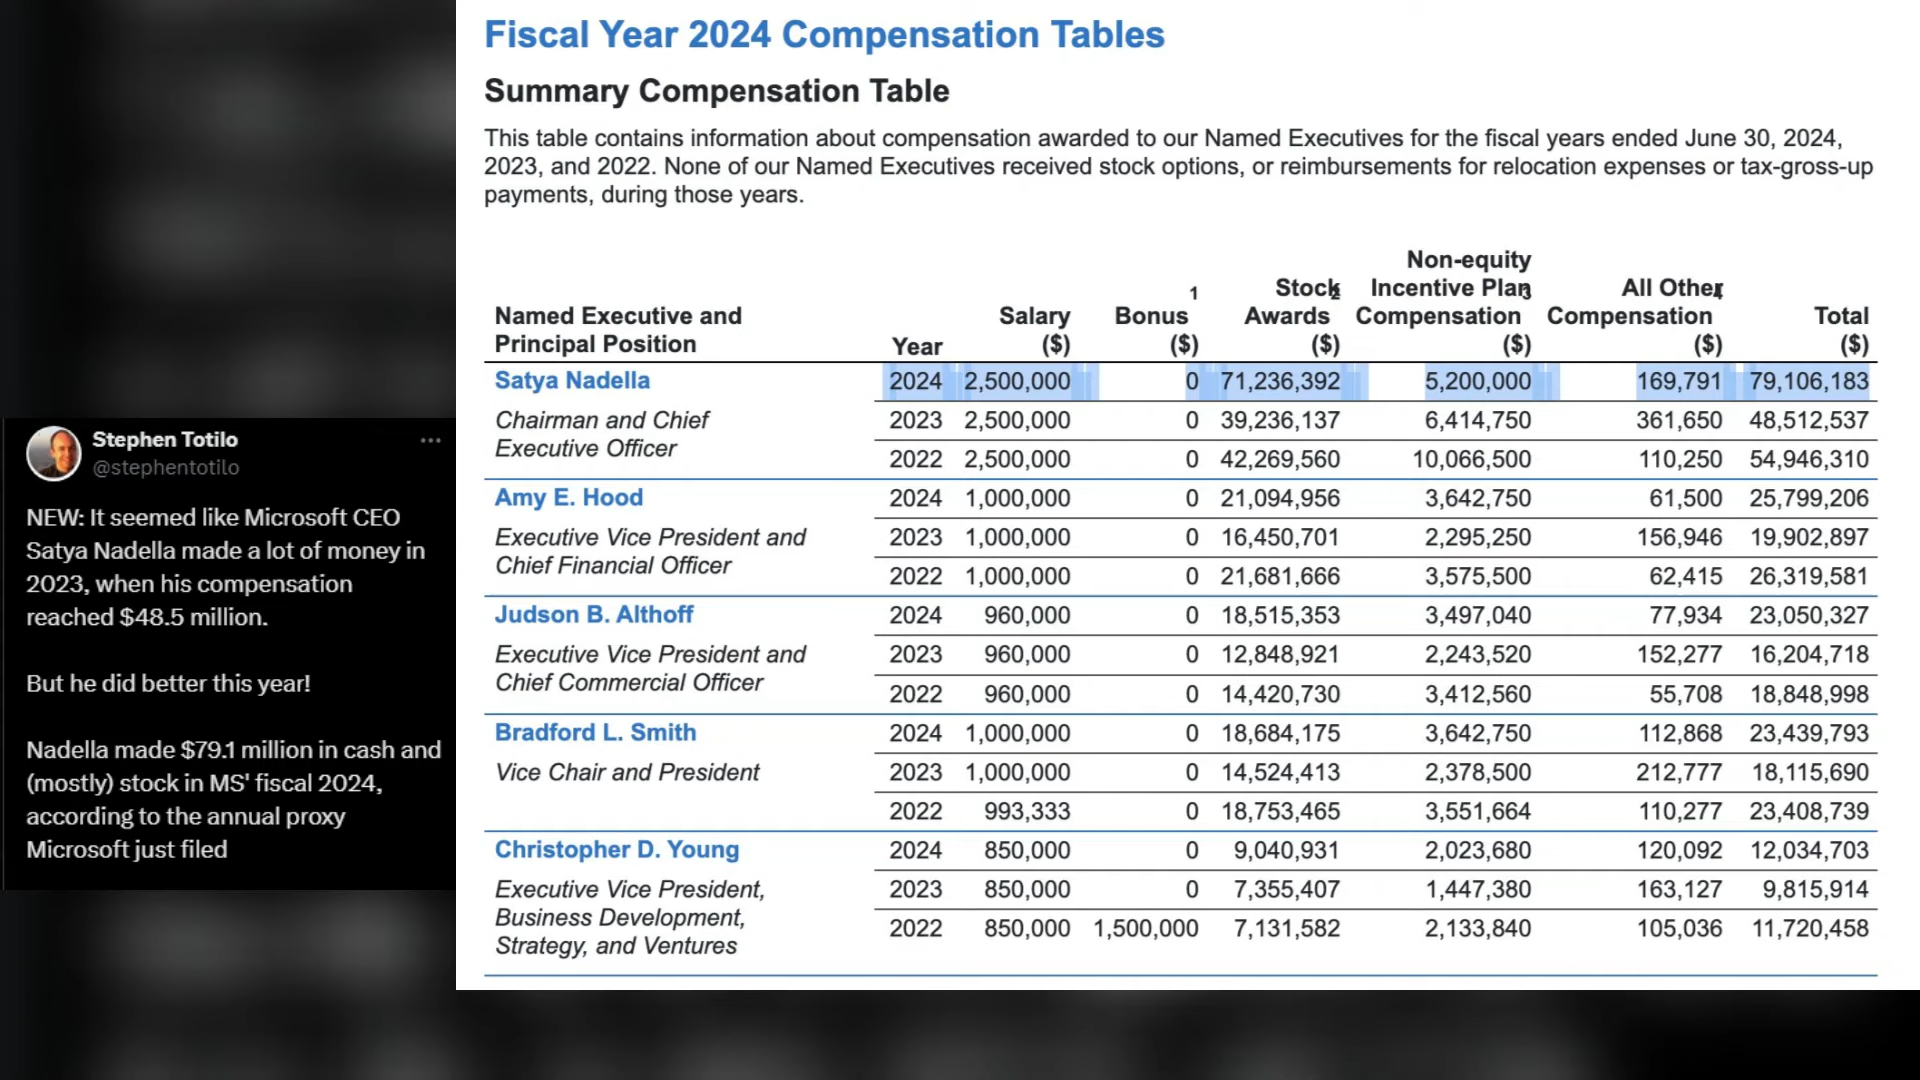 Fiscal Year 2024 Compensation Tables
Summary Compensation Table
This table contains information about compensation awarded to our Named Executives for the fiscal years ended June 30, 2024,
2023, and 2022. None of our Named Executives received stock options, or reimbursements for relocation expenses or tax-gross-up
payments, during those years.
Named Executive and Principal Position Year Salary ($) Bonus1 ($) Stock Awards2 ($) Non-equity Incentive Plan Compensation3 ($) All Other Compensation4 ($) Total ($)
Satya Nadella 2024 2,500,000 0 71,236,392 5,200,000 169,791 79,106,183
Chairman and Chief 2023 2,500,000 0 39,236,137 6,414,750 361,650 48,512,537
Executive Officer 2022 2,500,000 0 42,269,560 10,066,500 110,250 54,946,310
Amy E. Hood 2024 1,000,000 0 21,094,956 3,642,750 61,500 25,799,206
Executive Vice President and 2023 1,000,000 0 16,450,701 2,295,250 156,946 19,902,897
Chief Financial Officer 2022 1,000,000 0 21,681,666 3,575,500 62,415 26,319,581
Judson B. Althoff 2024 960,000 0 18,515,353 3,497,040 77,934 23,050,327
Executive Vice President and 2023 960,000 0 12,848,921 2,243,520 152,277 16,204,718
Chief Commercial Officer 2022 960,000 0 14,420,730 3,412,560 55,708 18,848,998
Bradford L. Smith 2024 1,000,000 0 18,684,175 3,642,750 112,868 23,439,793
Vice Chair and President 2023 1,000,000 0 14,524,413 2,378,500 212,777 18,115,690
2022 993,333 0 18,753,465 3,551,664 110,277 23,408,739
Christopher D. Young 2024 850,000 0 9,040,931 2,023,680 120,092 12,034,703
Executive Vice President, 2023 850,000 0 7,355,407 1,447,380 163,127 9,815,914
Business Development, 2022 850,000 1,500,000 7,131,582 2,133,840 105,036 11,720,458
Strategy, and Ventures
Stephen Totilo
@stephentotilo
NEW: It seemed like Microsoft CEO
Satya Nadella made a lot of money in
2023, when his compensation
reached $48.5 million.
But he did better this year!
Nadella made $79.1 million in cash and
(mostly) stock in MS' fiscal 2024,
according to the annual proxy
Microsoft just filed